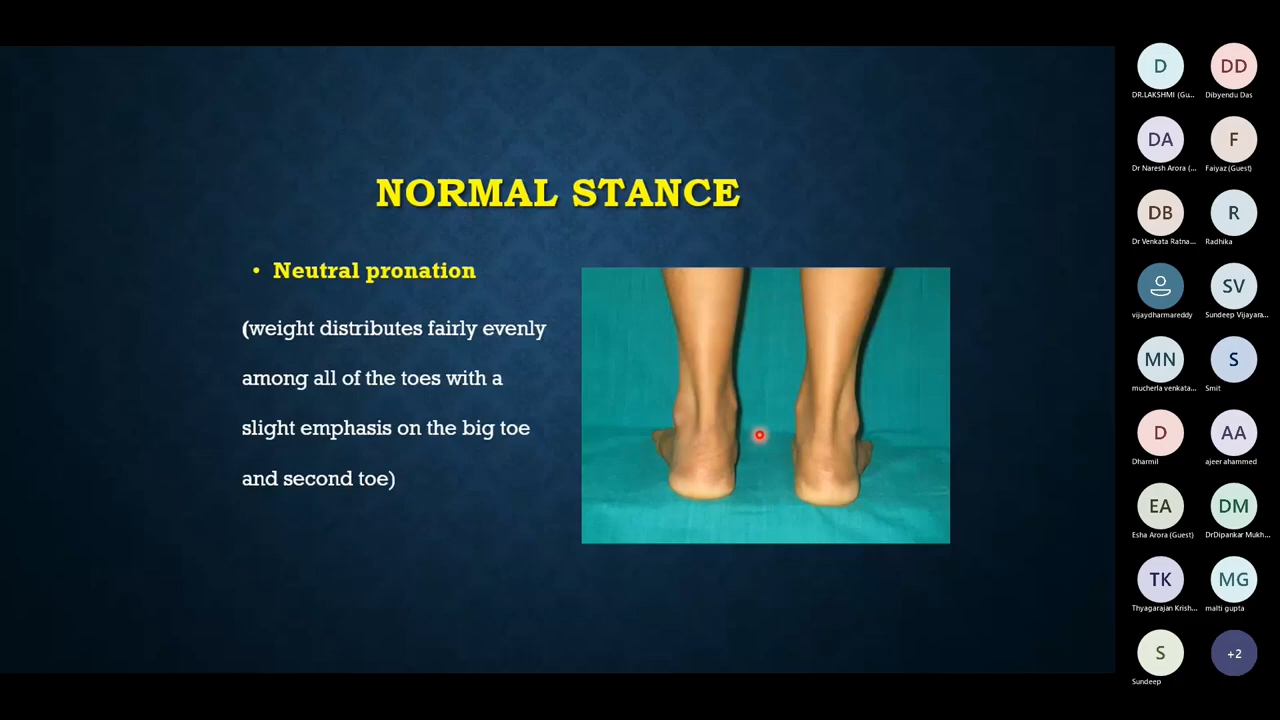 NORMAL STANCE
• Neutral pronation
(weight distributes fairly evenly
among all of the toes with a
slight emphasis on the big toe
and second toe)
D DD
DR.LAKSHMI (Gu... Dibyendu Das
DA F
Dr Naresh Arora (... Faiyaz (Guest)
DB R
Dr Venkata Ratna... Radhika
SV
vijaydharmareddy Sundeep Vijayara...
MN S
mucherla venkata... Smit
D AA
Dharmil ajeer ahammed
EA DM
Esha Arora (Guest) DrDipankar Mukh...
TK MG
Thyagarajan Krish... malti gupta
S +2
Sundeep